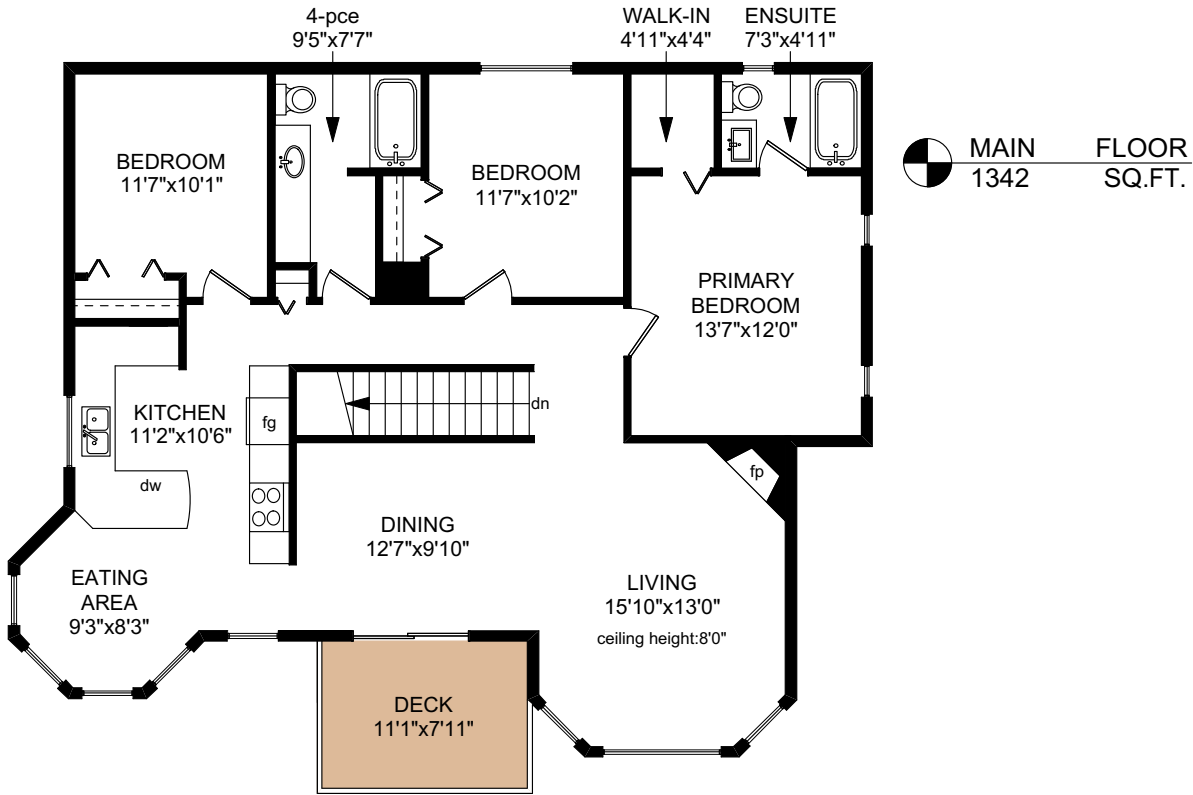 4-pce
9'5"x7'7"
WALK-IN
4'11"x4'4"
ENSUITE
7'3"x4'11"
MAIN FLOOR
1342 SQ.FT.
BEDROOM
11'7"x10'1"
BEDROOM
11'7"x10'2"
PRIMARY
BEDROOM
13'7"x12'0"
KITCHEN
11'2"x10'6"
fg
dn
dw
fp
DINING
12'7"x9'10"
EATING
AREA
9'3"x8'3"
LIVING
15'10"x13'0"
ceiling height:8'0"
DECK
11'1"x7'11"